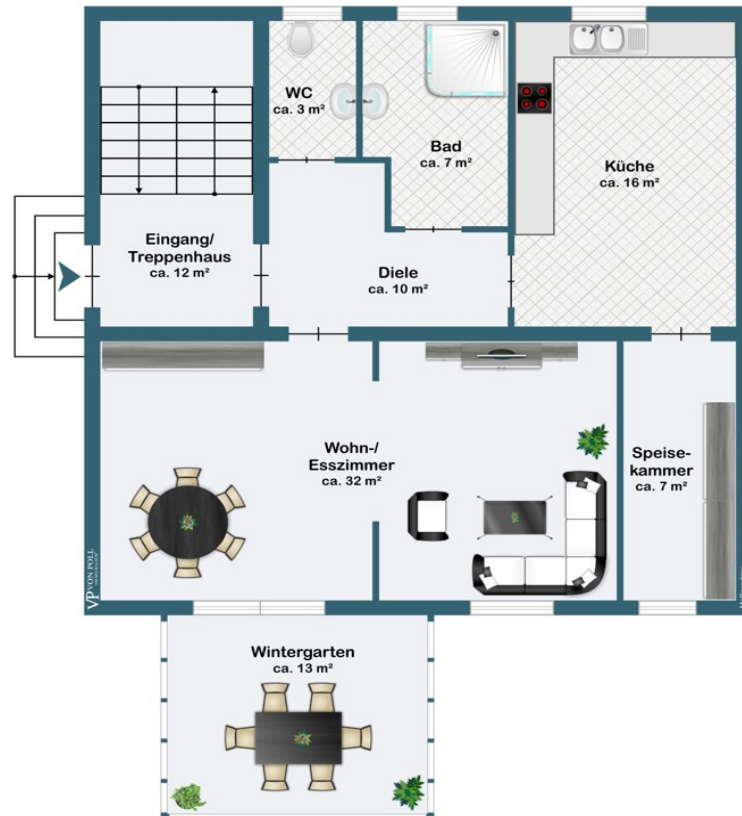 WC
ca. 3 m²
Bad
ca. 7 m²
Küche
ca. 16 m²
Eingang/
Treppenhaus
ca. 12 m²
Diele
ca. 10 m²
Wohn-/
Esszimmer
ca. 32 m²
Speise-
kammer
ca. 7 m²
VP VON POLL
IMMOBILIEN
Wintergarten
ca. 13 m²